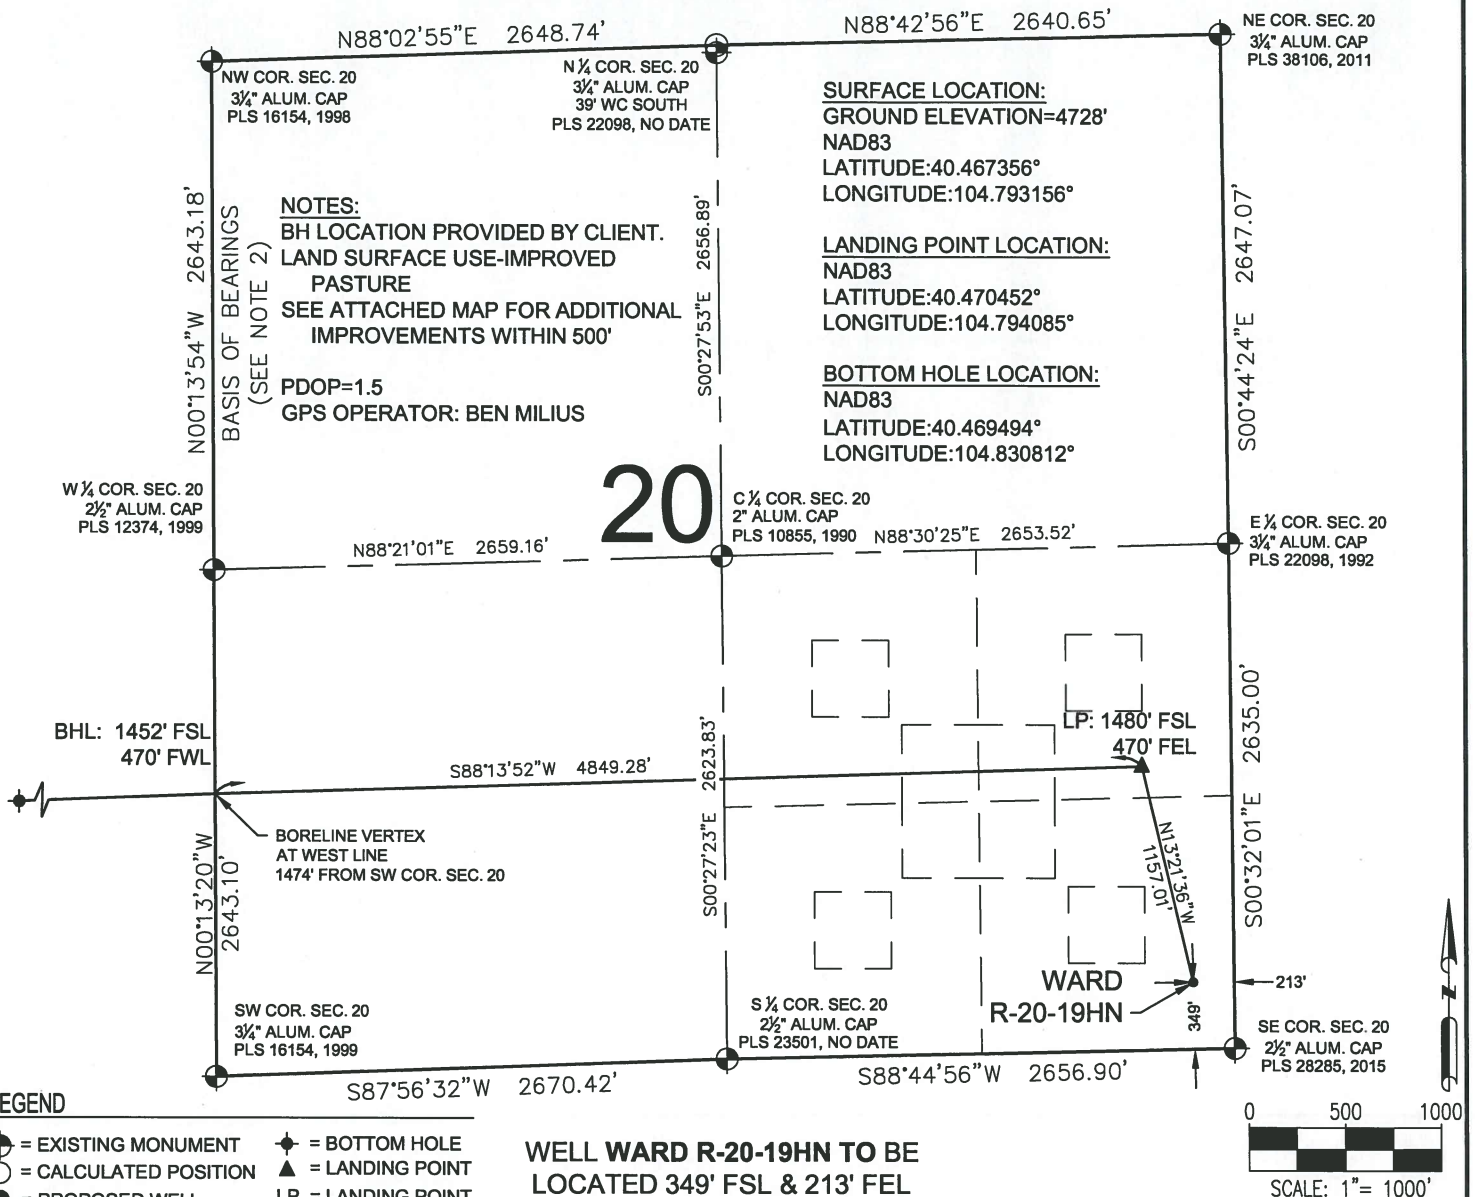 N88°02'55"E 2648.74'
N88°42'56"E 2640.65'
NW COR. SEC. 20
3¼" ALUM. CAP
PLS 16154, 1998
N ¼ COR. SEC. 20
3¼" ALUM. CAP
39' WC SOUTH
PLS 22098, NO DATE
NE COR. SEC. 20
3¼" ALUM. CAP
PLS 38106, 2011
SURFACE LOCATION:
GROUND ELEVATION=4728'
NAD83
LATITUDE:40.467356°
LONGITUDE:104.793156°
LANDING POINT LOCATION:
NAD83
LATITUDE:40.470452°
LONGITUDE:104.794085°
BOTTOM HOLE LOCATION:
NAD83
LATITUDE:40.469494°
LONGITUDE:104.830812°
NOTES:
BH LOCATION PROVIDED BY CLIENT.
LAND SURFACE USE-IMPROVED
PASTURE
SEE ATTACHED MAP FOR ADDITIONAL
IMPROVEMENTS WITHIN 500'
PDOP=1.5
GPS OPERATOR: BEN MILIUS
N00°13'54"W 2643.18'
BASIS OF BEARINGS
(SEE NOTE 2)
S00°27'53"E 2656.89'
S00°44'24"E 2647.07'
20
W ¼ COR. SEC. 20
2½" ALUM. CAP
PLS 12374, 1999
C ¼ COR. SEC. 20
2" ALUM. CAP
PLS 10855, 1990
E ¼ COR. SEC. 20
3¼" ALUM. CAP
PLS 22098, 1992
N88°21'01"E 2659.16'
N88°30'25"E 2653.52'
BHL: 1452' FSL
470' FWL
LP: 1480' FSL
470' FEL
S88°13'52"W 4849.28'
BORELINE VERTEX
AT WEST LINE
1474' FROM SW COR. SEC. 20
N00°13'20"W
2643.10'
S00°27'23"E 2623.83'
N13°21'36"W
1157.01'
S00°32'01"E 2635.00'
WARD
R-20-19HN
349'
213'
SW COR. SEC. 20
3¼" ALUM. CAP
PLS 16154, 1999
S ¼ COR. SEC. 20
2½" ALUM. CAP
PLS 23501, NO DATE
SE COR. SEC. 20
2½" ALUM. CAP
PLS 28285, 2015
S87°56'32"W 2670.42'
S88°44'56"W 2656.90'
N
EGEND
= EXISTING MONUMENT
= CALCULATED POSITION
= PROPOSED WELL
= BOTTOM HOLE
= LANDING POINT
LP = LANDING POINT
WELL WARD R-20-19HN TO BE
LOCATED 349' FSL & 213' FEL
0 500 1000
SCALE: 1"= 1000'